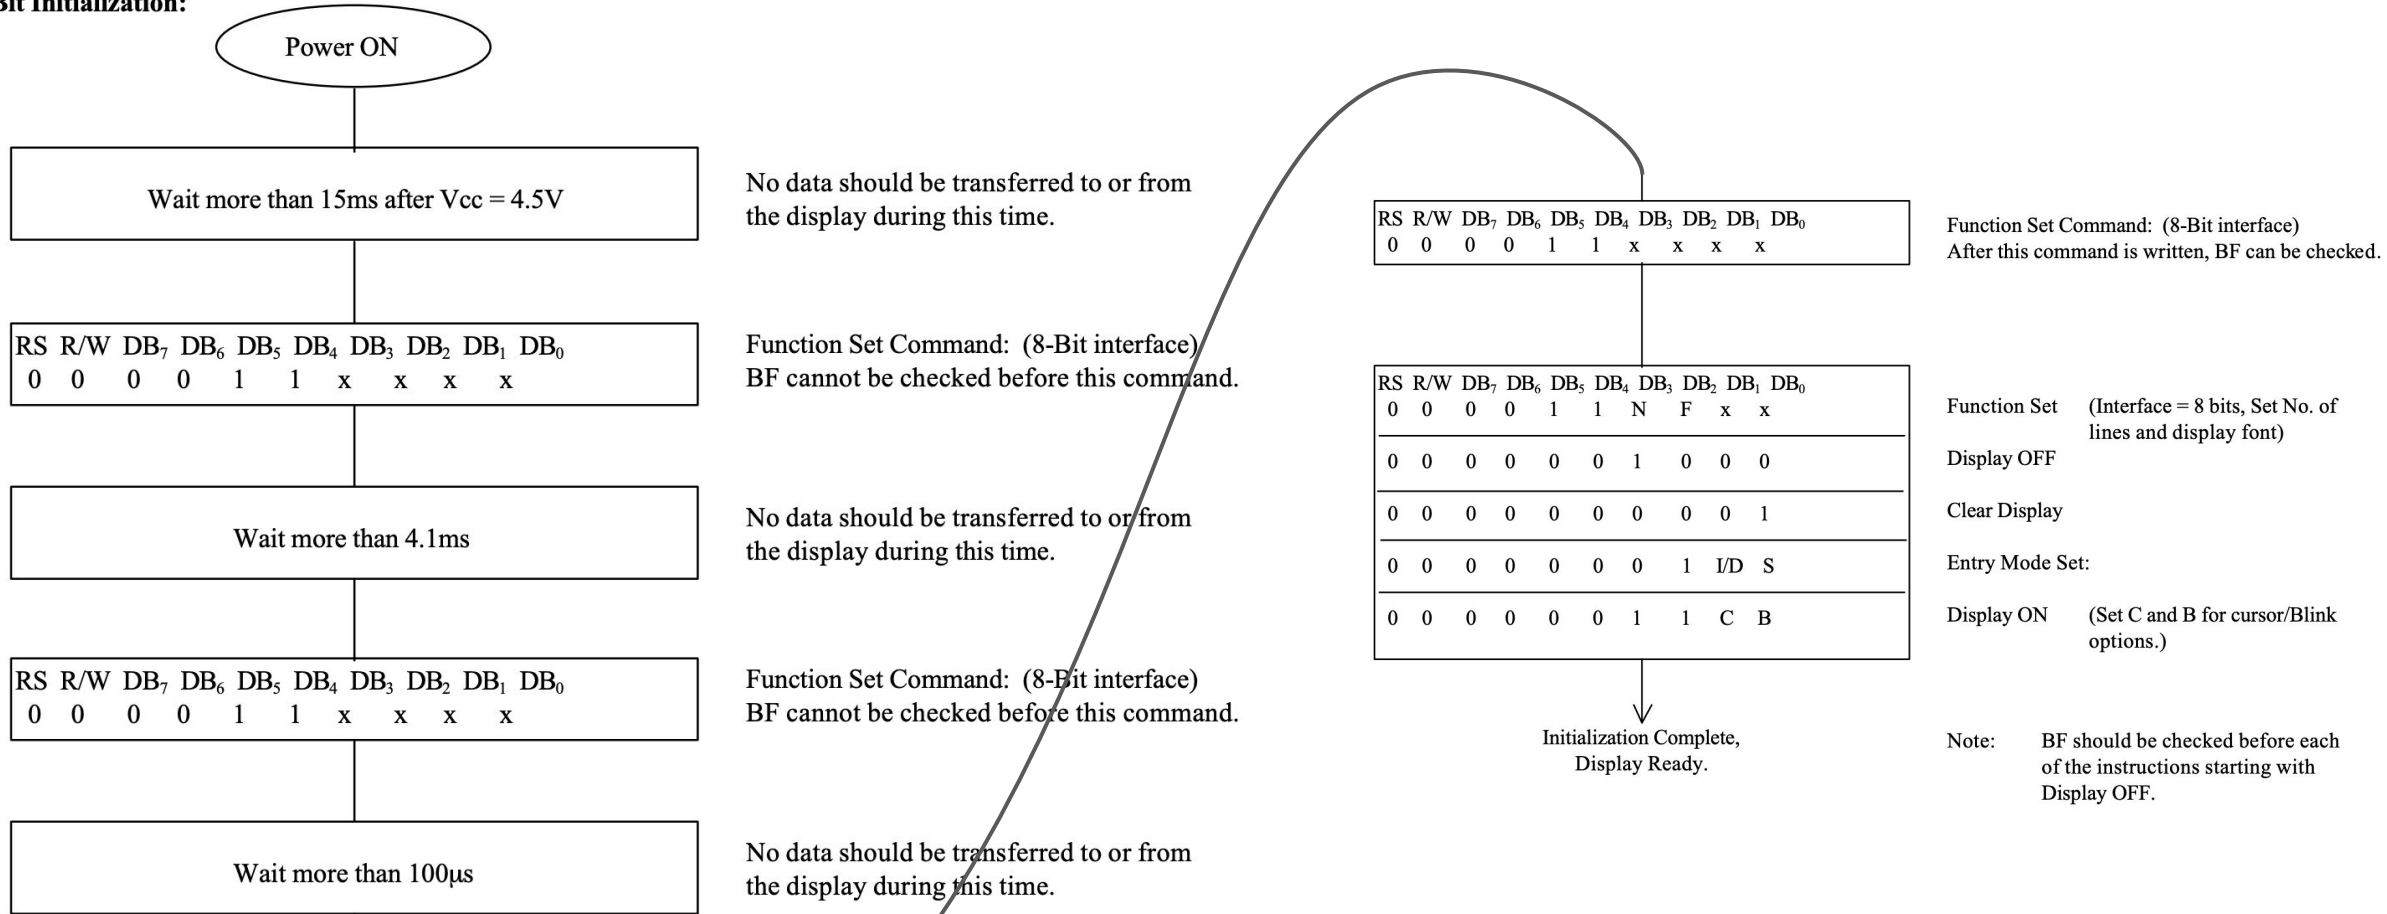 Bit Initialization:
Power ON
Wait more than 15ms after Vcc = 4.5V
No data should be transferred to or from
the display during this time.
RS R/W DB₇ DB₆ DB₅ DB₄ DB₃ DB₂ DB₁ DB₀
0 0 0 0 1 1 x x x x
Function Set Command: (8-Bit interface)
BF cannot be checked before this command.
Wait more than 4.1ms
No data should be transferred to or from
the display during this time.
RS R/W DB₇ DB₆ DB₅ DB₄ DB₃ DB₂ DB₁ DB₀
0 0 0 0 1 1 x x x x
Function Set Command: (8-Bit interface)
BF cannot be checked before this command.
Wait more than 100µs
No data should be transferred to or from
the display during this time.
RS R/W DB₇ DB₆ DB₅ DB₄ DB₃ DB₂ DB₁ DB₀
0 0 0 0 1 1 x x x x
Function Set Command: (8-Bit interface)
After this command is written, BF can be checked.
RS R/W DB₇ DB₆ DB₅ DB₄ DB₃ DB₂ DB₁ DB₀
0 0 0 0 1 1 N F x x
Function Set (Interface = 8 bits, Set No. of
lines and display font)
0 0 0 0 0 0 1 0 0 0
Display OFF
0 0 0 0 0 0 0 0 0 1
Clear Display
0 0 0 0 0 0 0 1 I/D S
Entry Mode Set:
0 0 0 0 0 0 1 1 C B
Display ON (Set C and B for cursor/Blink
options.)
Initialization Complete,
Display Ready.
Note: BF should be checked before each
of the instructions starting with
Display OFF.